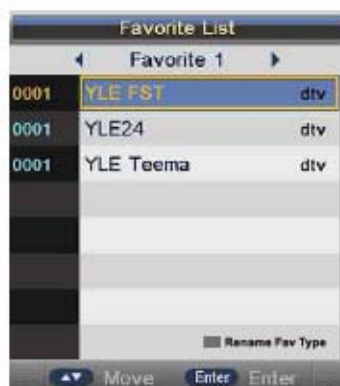 Favorite List
Favorite 1
0001 YLE FST dtv
0001 YLE24 dtv
0001 YLE Teema dtv
Rename Fav Type
Move Enter Enter